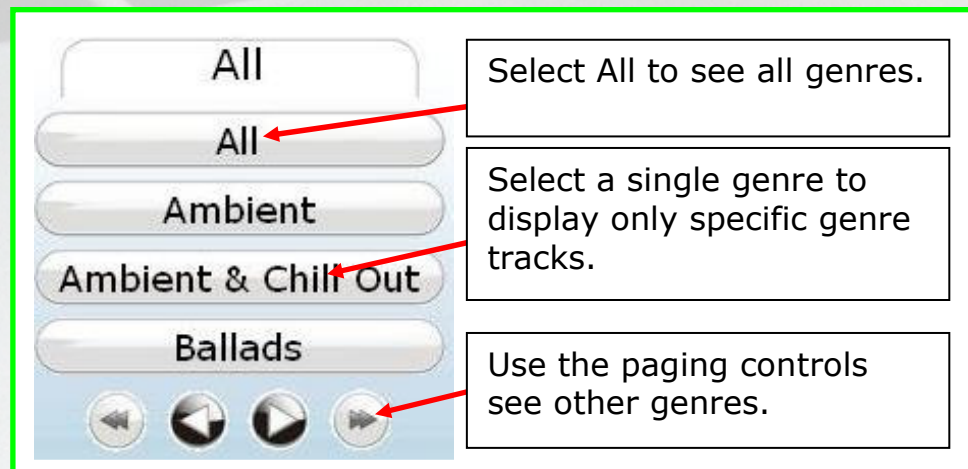 All
All
Ambient
Ambient & Chill Out
Ballads
Select All to see all genres.
Select a single genre to
display only specific genre
tracks.
Use the paging controls
see other genres.